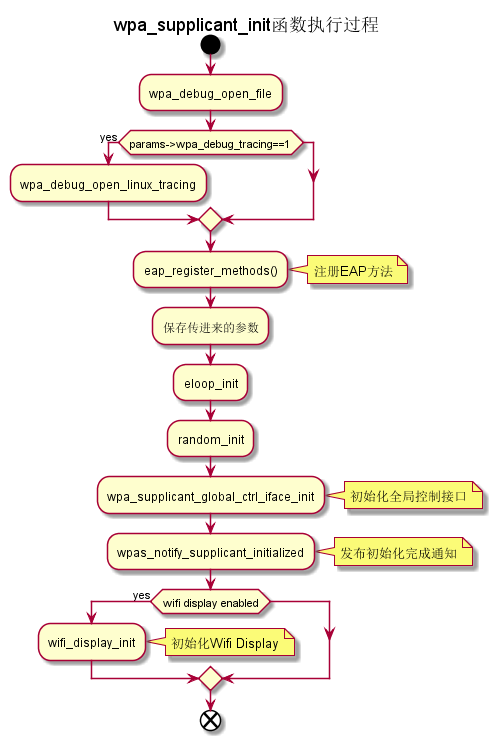 wpa_supplicant_init函数执行过程
wpa_debug_open_file
yes
params->wpa_debug_tracing==1
wpa_debug_open_linux_tracing
eap_register_methods()
注册EAP方法
保存传进来的参数
eloop_init
random_init
wpa_supplicant_global_ctrl_iface_init
初始化全局控制接口
wpas_notify_supplicant_initialized
发布初始化完成通知
yes
wifi display enabled
wifi_display_init
初始化Wifi Display